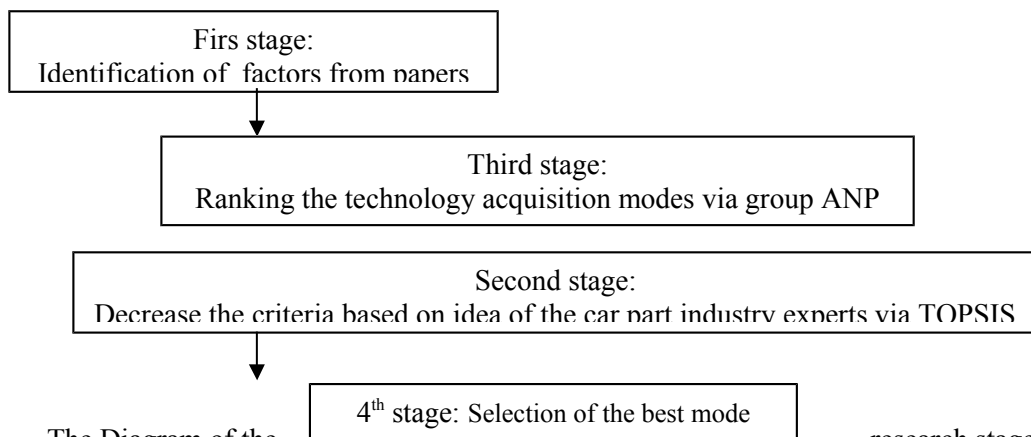 Firs stage:
Identification of factors from papers
Third stage:
Ranking the technology acquisition modes via group ANP
Second stage:
Decrease the criteria based on idea of the car part industry experts via TOPSIS
4th stage: Selection of the best mode
The Diagram of the research stage